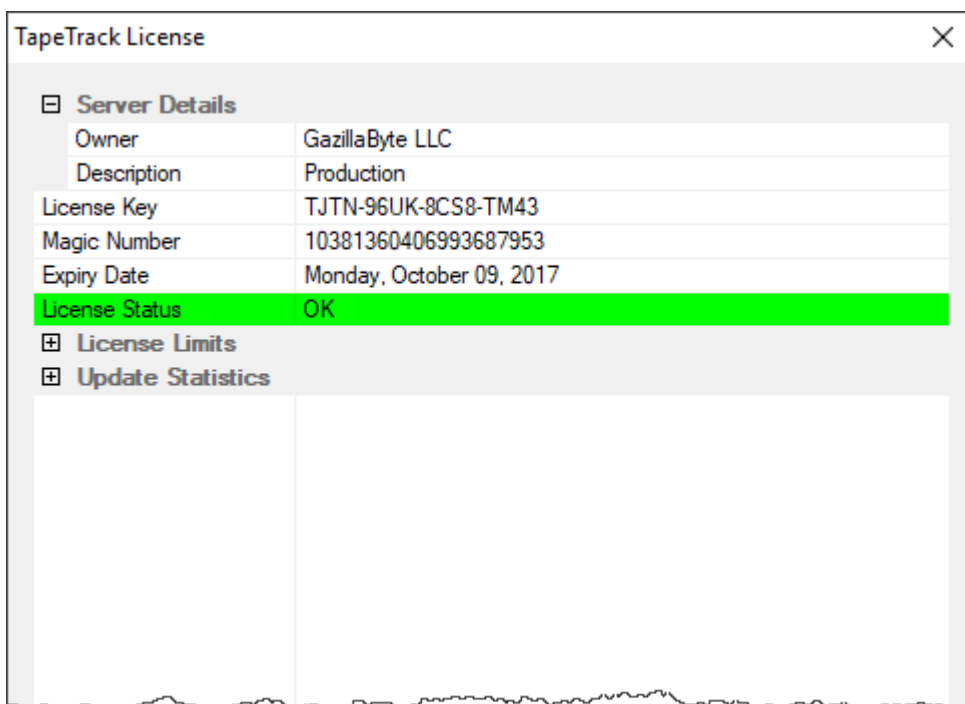 TapeTrack License
Server Details
Owner GazillaByte LLC
Description Production
License Key TJTN-96UK-8CS8-TM43
Magic Number 10381360406993687953
Expiry Date Monday, October 09, 2017
License Status OK
License Limits
Update Statistics